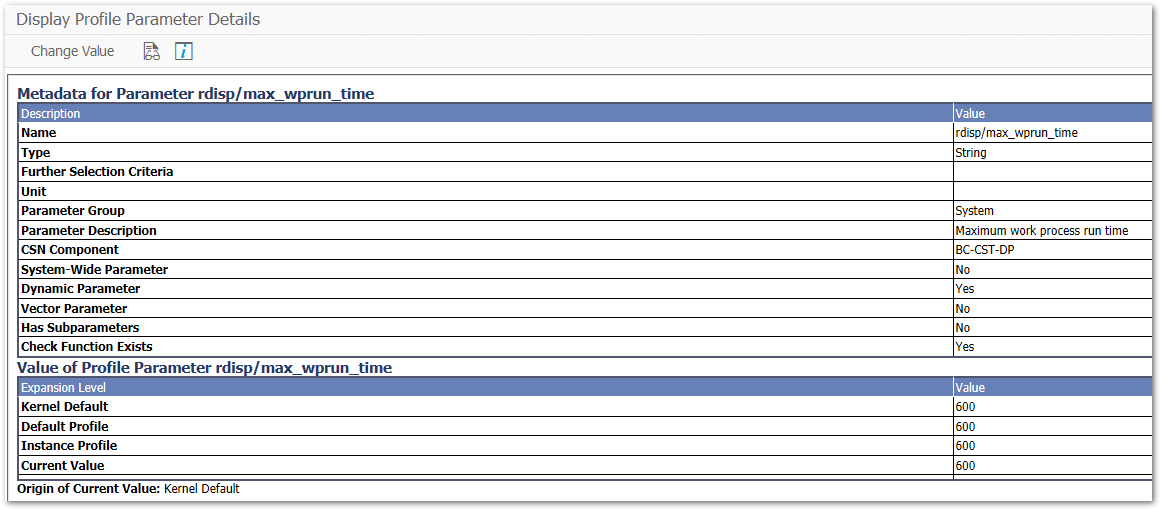 Display Profile Parameter Details
Change Value
Metadata for Parameter rdisp/max_wprun_time
Description Value
Name rdisp/max_wprun_time
Type String
Further Selection Criteria
Unit
Parameter Group System
Parameter Description Maximum work process run time
CSN Component BC-CST-DP
System-Wide Parameter No
Dynamic Parameter Yes
Vector Parameter No
Has Subparameters No
Check Function Exists Yes
Value of Profile Parameter rdisp/max_wprun_time
Expansion Level Value
Kernel Default 600
Default Profile 600
Instance Profile 600
Current Value 600
Origin of Current Value: Kernel Default